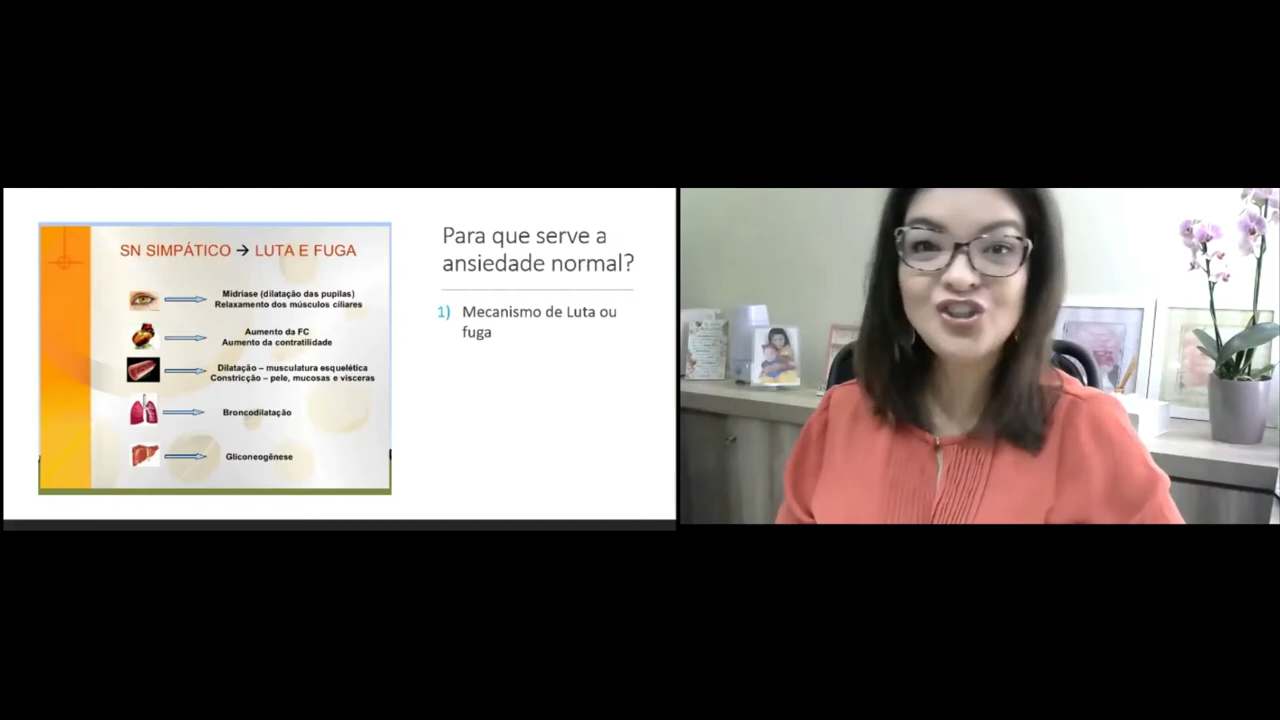 SN SIMPÁTICO → LUTA E FUGA
Midríase (dilatação das pupilas)
Relaxamento dos músculos ciliares
Aumento da FC
Aumento da contratilidade
Dilatação – musculatura esquelética
Constricção – pele, mucosas e vísceras
Broncodilatação
Gliconeogênese
Para que serve a
ansiedade normal?
1) Mecanismo de Luta ou
fuga